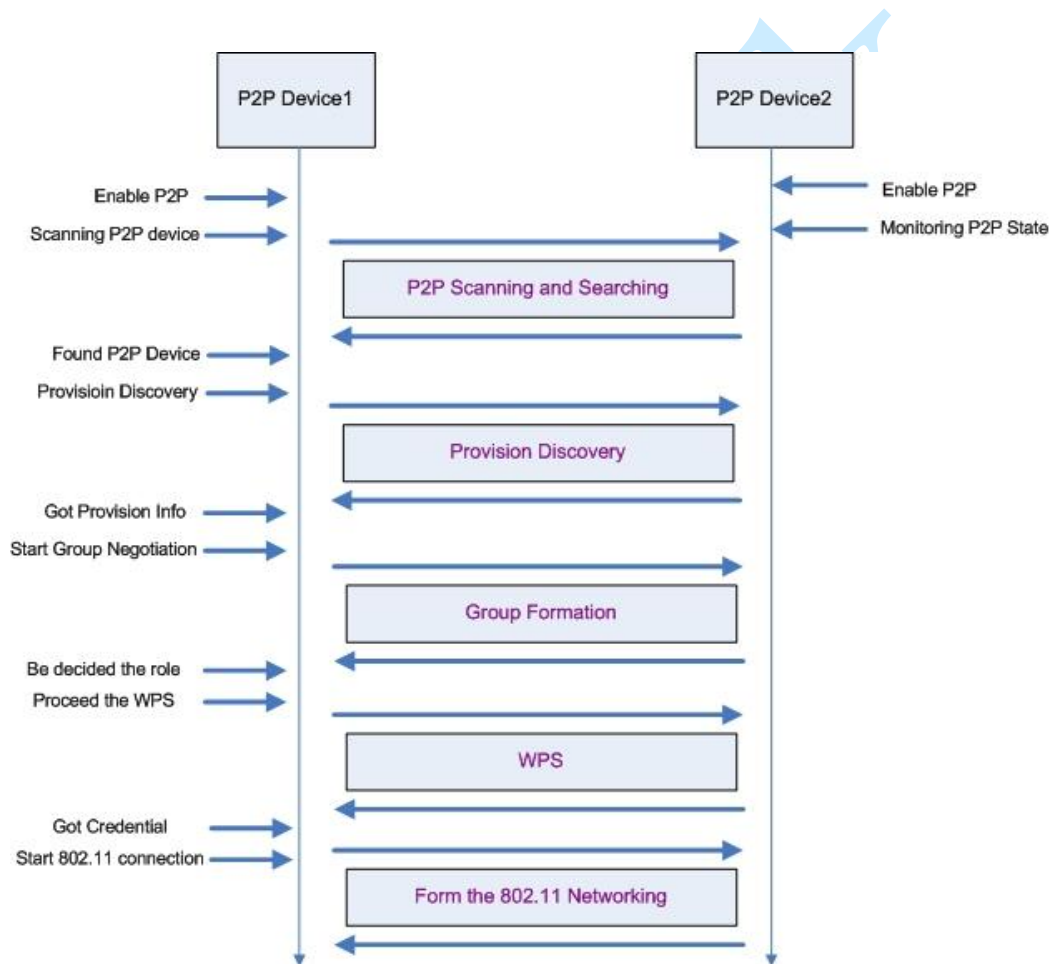 P2P Device1
P2P Device2
Enable P2P
Enable P2P
Scanning P2P device
Monitoring P2P State
P2P Scanning and Searching
Found P2P Device
Provisioin Discovery
Provision Discovery
Got Provision Info
Start Group Negotiation
Group Formation
Be decided the role
Proceed the WPS
WPS
Got Credential
Start 802.11 connection
Form the 802.11 Networking